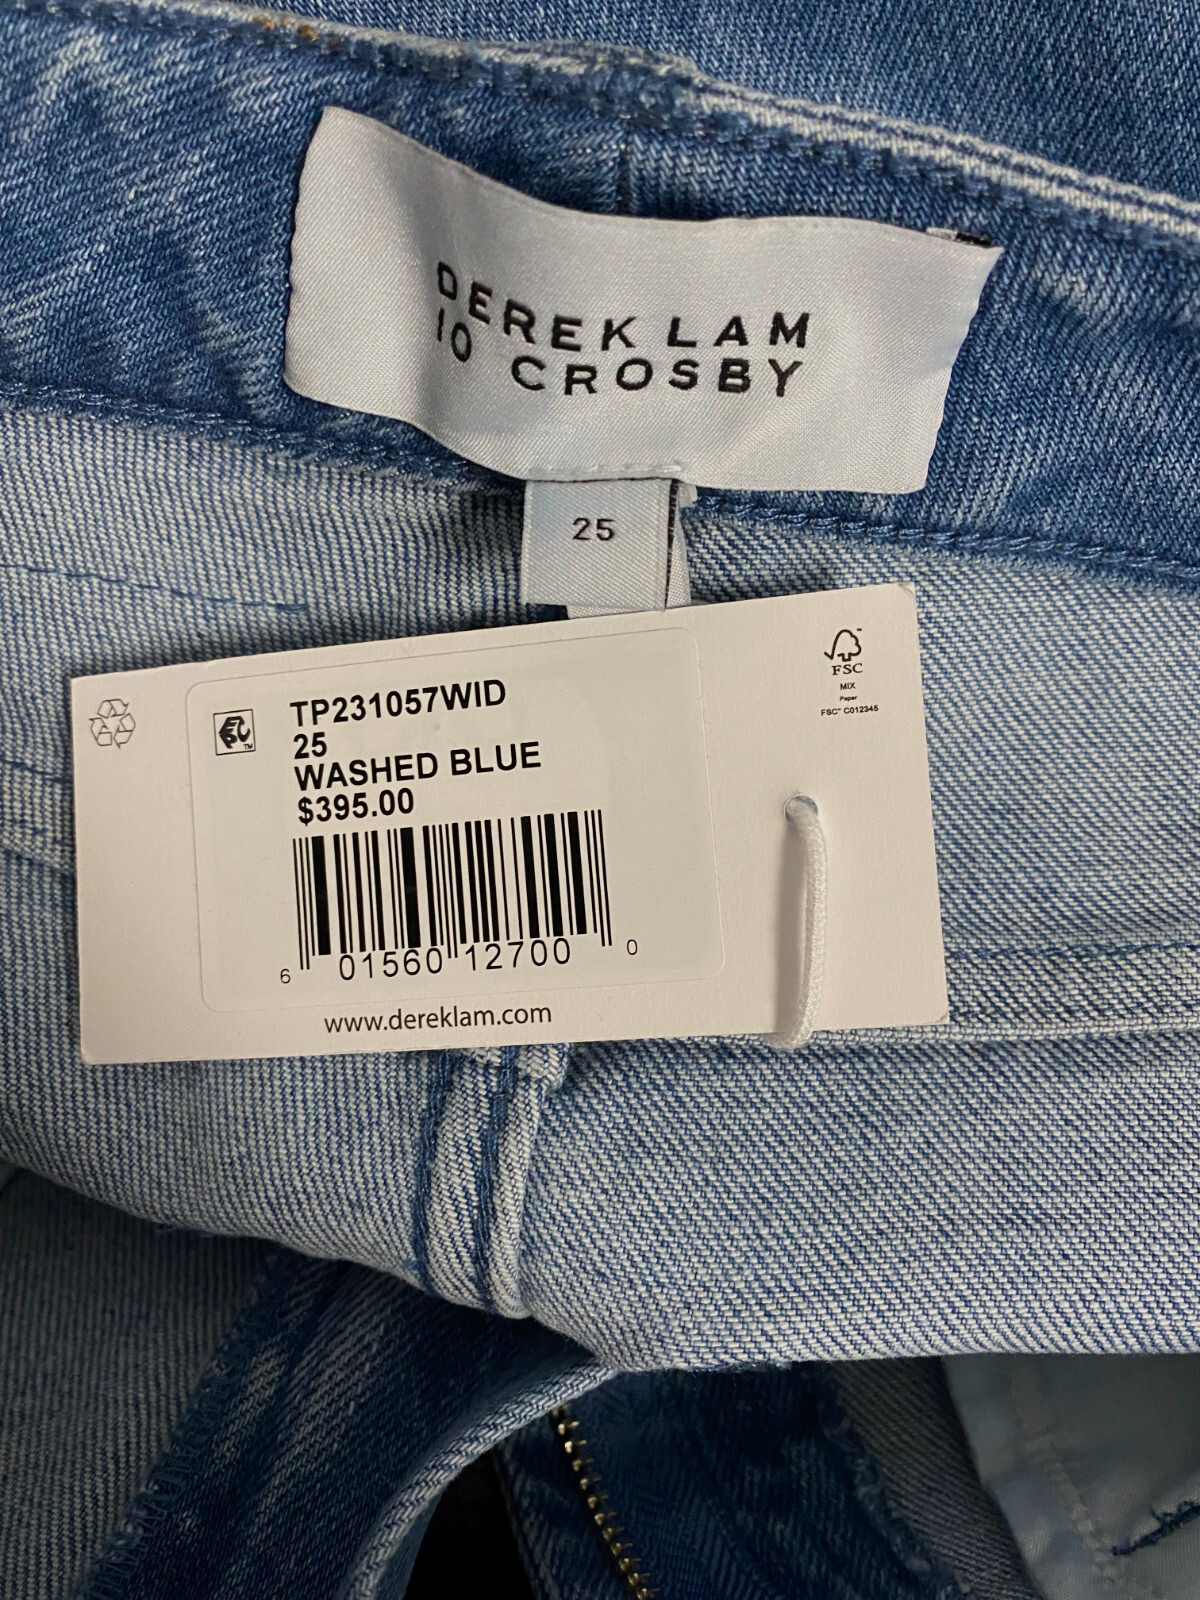 DEREK LAM
10 CROSBY
25
TP231057WID
25
WASHED BLUE
$395.00
6 01560 12700 0
www.dereklam.com
FSC
MIX
Paper
FSC™ C012345